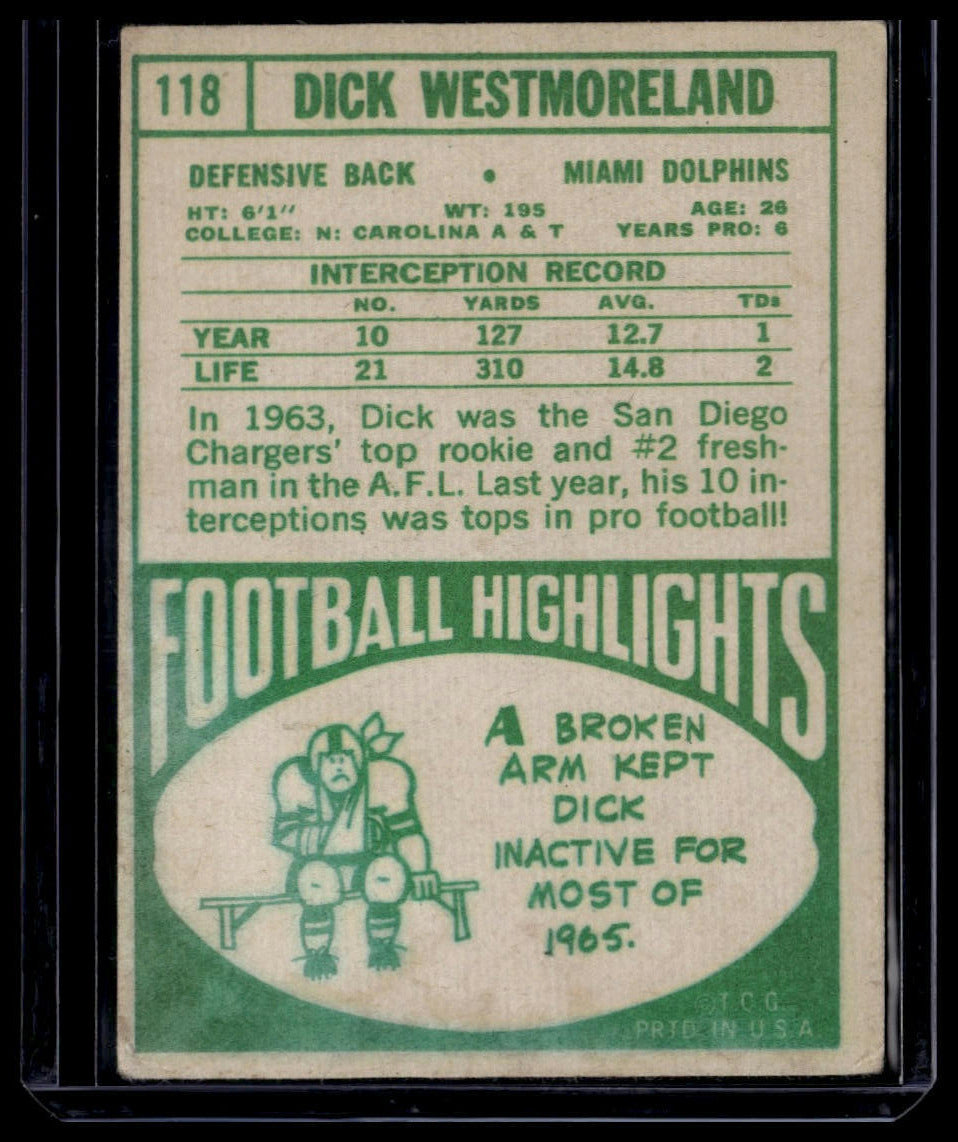 118 DICK WESTMORELAND
DEFENSIVE BACK • MIAMI DOLPHINS
HT: 6'1" WT: 195 AGE: 26
COLLEGE: N: CAROLINA A & T YEARS PRO: 6
INTERCEPTION RECORD
NO. YARDS AVG. TDs
YEAR 10 127 12.7 1
LIFE 21 310 14.8 2
In 1963, Dick was the San Diego
Chargers' top rookie and #2 fresh-
man in the A.F.L. Last year, his 10 in-
terceptions was tops in pro football!
FOOTBALL HIGHLIGHTS
A BROKEN
ARM KEPT
DICK
INACTIVE FOR
MOST OF
1965.
© T.C.G.
PRTD. IN U.S.A